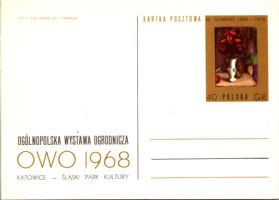 KARTKA POCZTOWA
40 POLSKA GR
OGÓLNOPOLSKA WYSTAWA OGRODNICZA
OWO 1968
KATOWICE – ŚLĄSKI PARK KULTURY